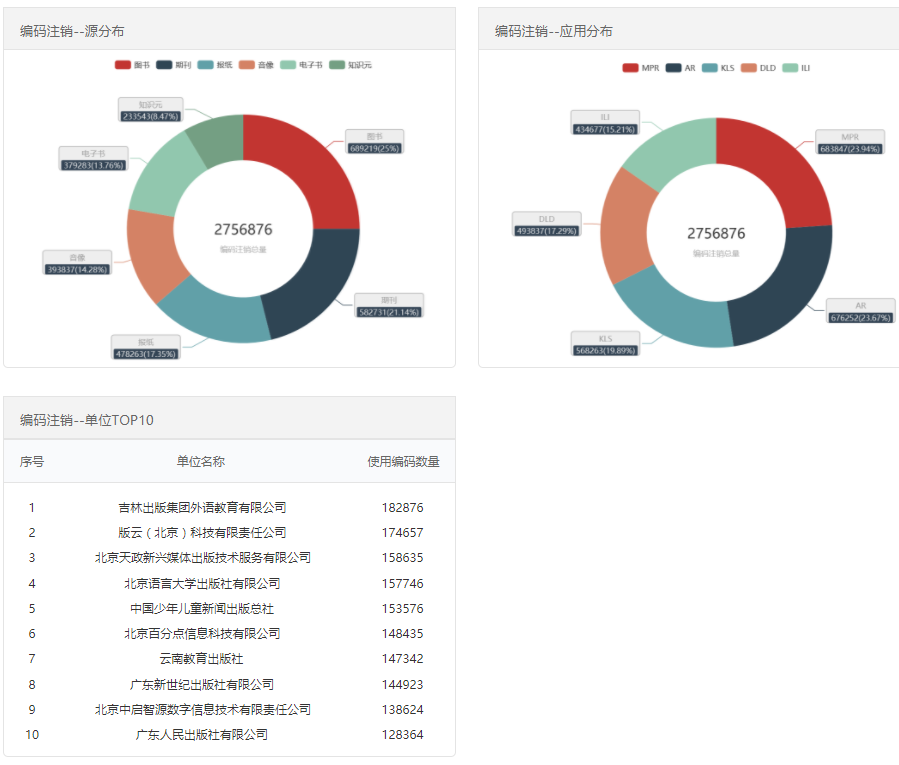 编码注销--源分布
图书 期刊 报纸 音像 电子书 知识元
知识元
233543(8.47%)
图书
689219(25%)
电子书
379283(13.76%)
2756876
编码注销总量
音像
393837(14.28%)
期刊
582731(21.14%)
报纸
478263(17.35%)
编码注销--应用分布
MPR AR KLS DLD ILI
ILI
434677(15.21%)
MPR
683847(23.94%)
DLD
493837(17.29%)
2756876
编码注销总量
AR
676252(23.67%)
KLS
568263(19.89%)
编码注销--单位TOP10
序号 单位名称 使用编码数量
1 吉林出版集团外语教育有限公司 182876
2 版云（北京）科技有限责任公司 174657
3 北京天政新兴媒体出版技术服务有限公司 158635
4 北京语言大学出版社有限公司 157746
5 中国少年儿童新闻出版总社 153576
6 北京百分点信息科技有限公司 148435
7 云南教育出版社 147342
8 广东新世纪出版社有限公司 144923
9 北京中启智源数字信息技术有限责任公司 138624
10 广东人民出版社有限公司 128364